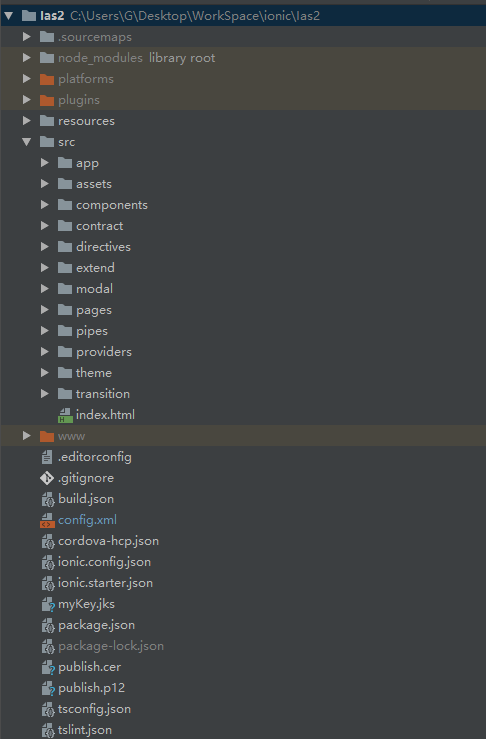 las2 C:\Users\G\Desktop\WorkSpace\ionic\las2
.sourcemaps
node_modules library root
platforms
plugins
resources
src
app
assets
components
contract
directives
extend
modal
pages
pipes
providers
theme
transition
index.html
www
.editorconfig
.gitignore
build.json
config.xml
cordova-hcp.json
ionic.config.json
ionic.starter.json
myKey.jks
package.json
package-lock.json
publish.cer
publish.p12
tsconfig.json
tslint.json